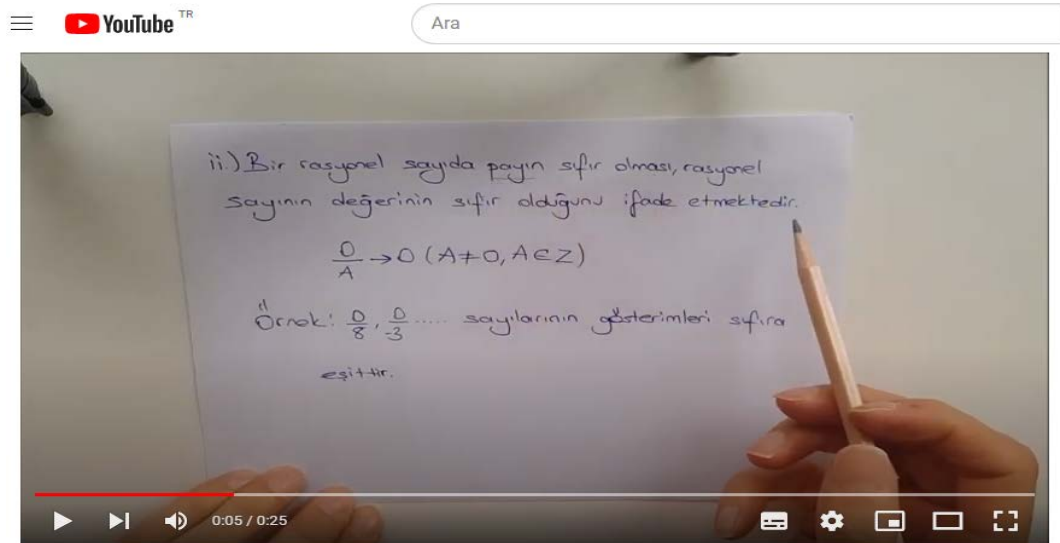 YouTube TR
Ara
ii.) Bir rasyonel sayıda payın sıfır olması, rasyonel
sayının değerinin sıfır olduğunu ifade etmektedir.
0/A → 0 (A≠0, A∈Z)
Örnek: 0/8, 0/-3 ..... sayılarının gösterimleri sıfıra
eşittir.
0:05 / 0:25